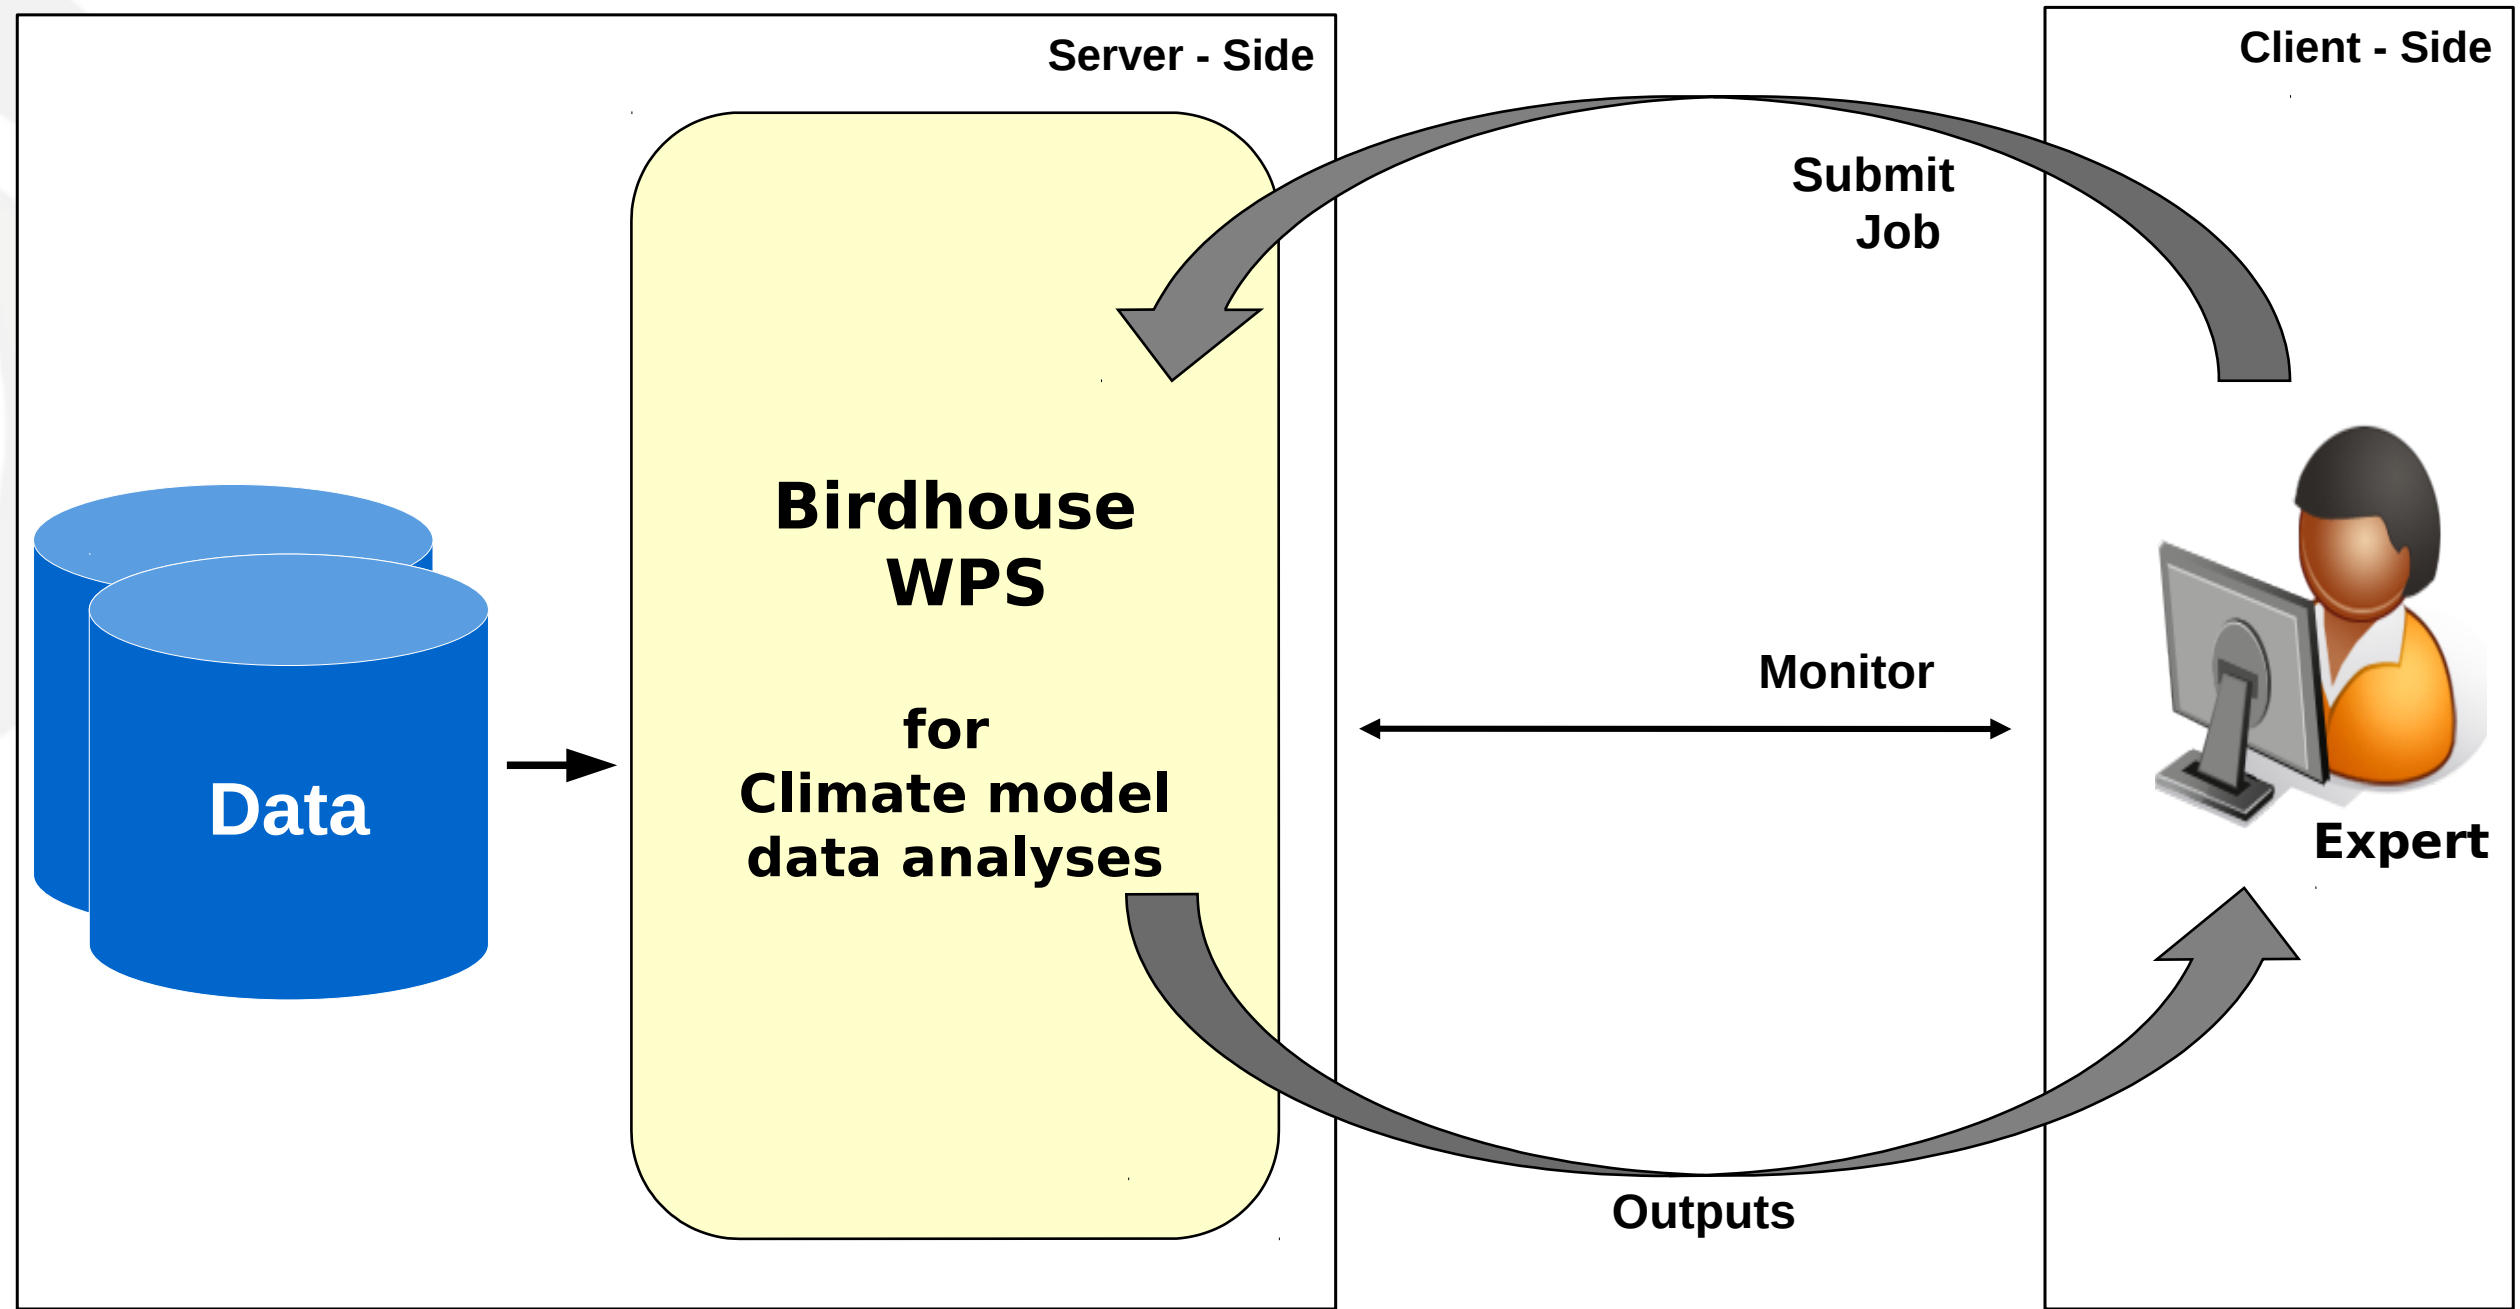 Server - Side
Client - Side
Submit
Job
Birdhouse
WPS
for
Climate model
data analyses
Data
Monitor
Expert
Outputs